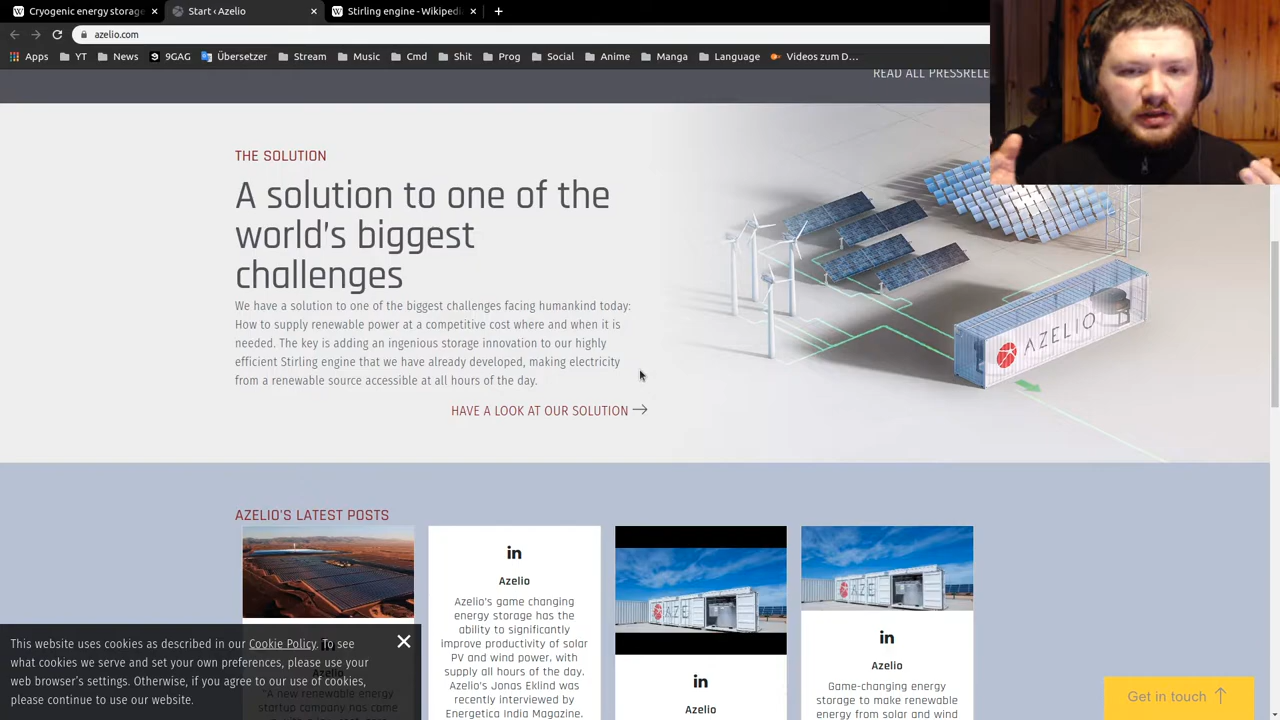 Cryogenic energy storage
Start ‹ Azelio
Stirling engine - Wikipedi
azelio.com
Apps
YT
News
9GAG
Übersetzer
Stream
Music
Cmd
Shit
Prog
Social
Anime
Manga
Language
Videos zum D...
READ ALL PRESSRELE
THE SOLUTION
A solution to one of the
world's biggest
challenges
We have a solution to one of the biggest challenges facing humankind today:
How to supply renewable power at a competitive cost where and when it is
needed. The key is adding an ingenious storage innovation to our highly
efficient Stirling engine that we have already developed, making electricity
from a renewable source accessible at all hours of the day.
HAVE A LOOK AT OUR SOLUTION
AZELIO
AZELIO'S LATEST POSTS
in
Azelio
Azelio's game changing
energy storage has the
ability to significantly
improve productivity of solar
PV and wind power. with
supply all hours of the day.
Azelio's Jonas Eklind was
recently interviewed by
Energetica India Magazine.
in
Azelio
in
Azelio
Game-changing energy
storage to make renewable
energy from solar and wind
This website uses cookies as described in our Cookie Policy. To see
what cookies we serve and set your own preferences, please use your
web browser's settings. Otherwise, if you agree to our use of cookies,
please continue to use our website.
Azelio
"A new renewable energy
startup company has come
Get in touch